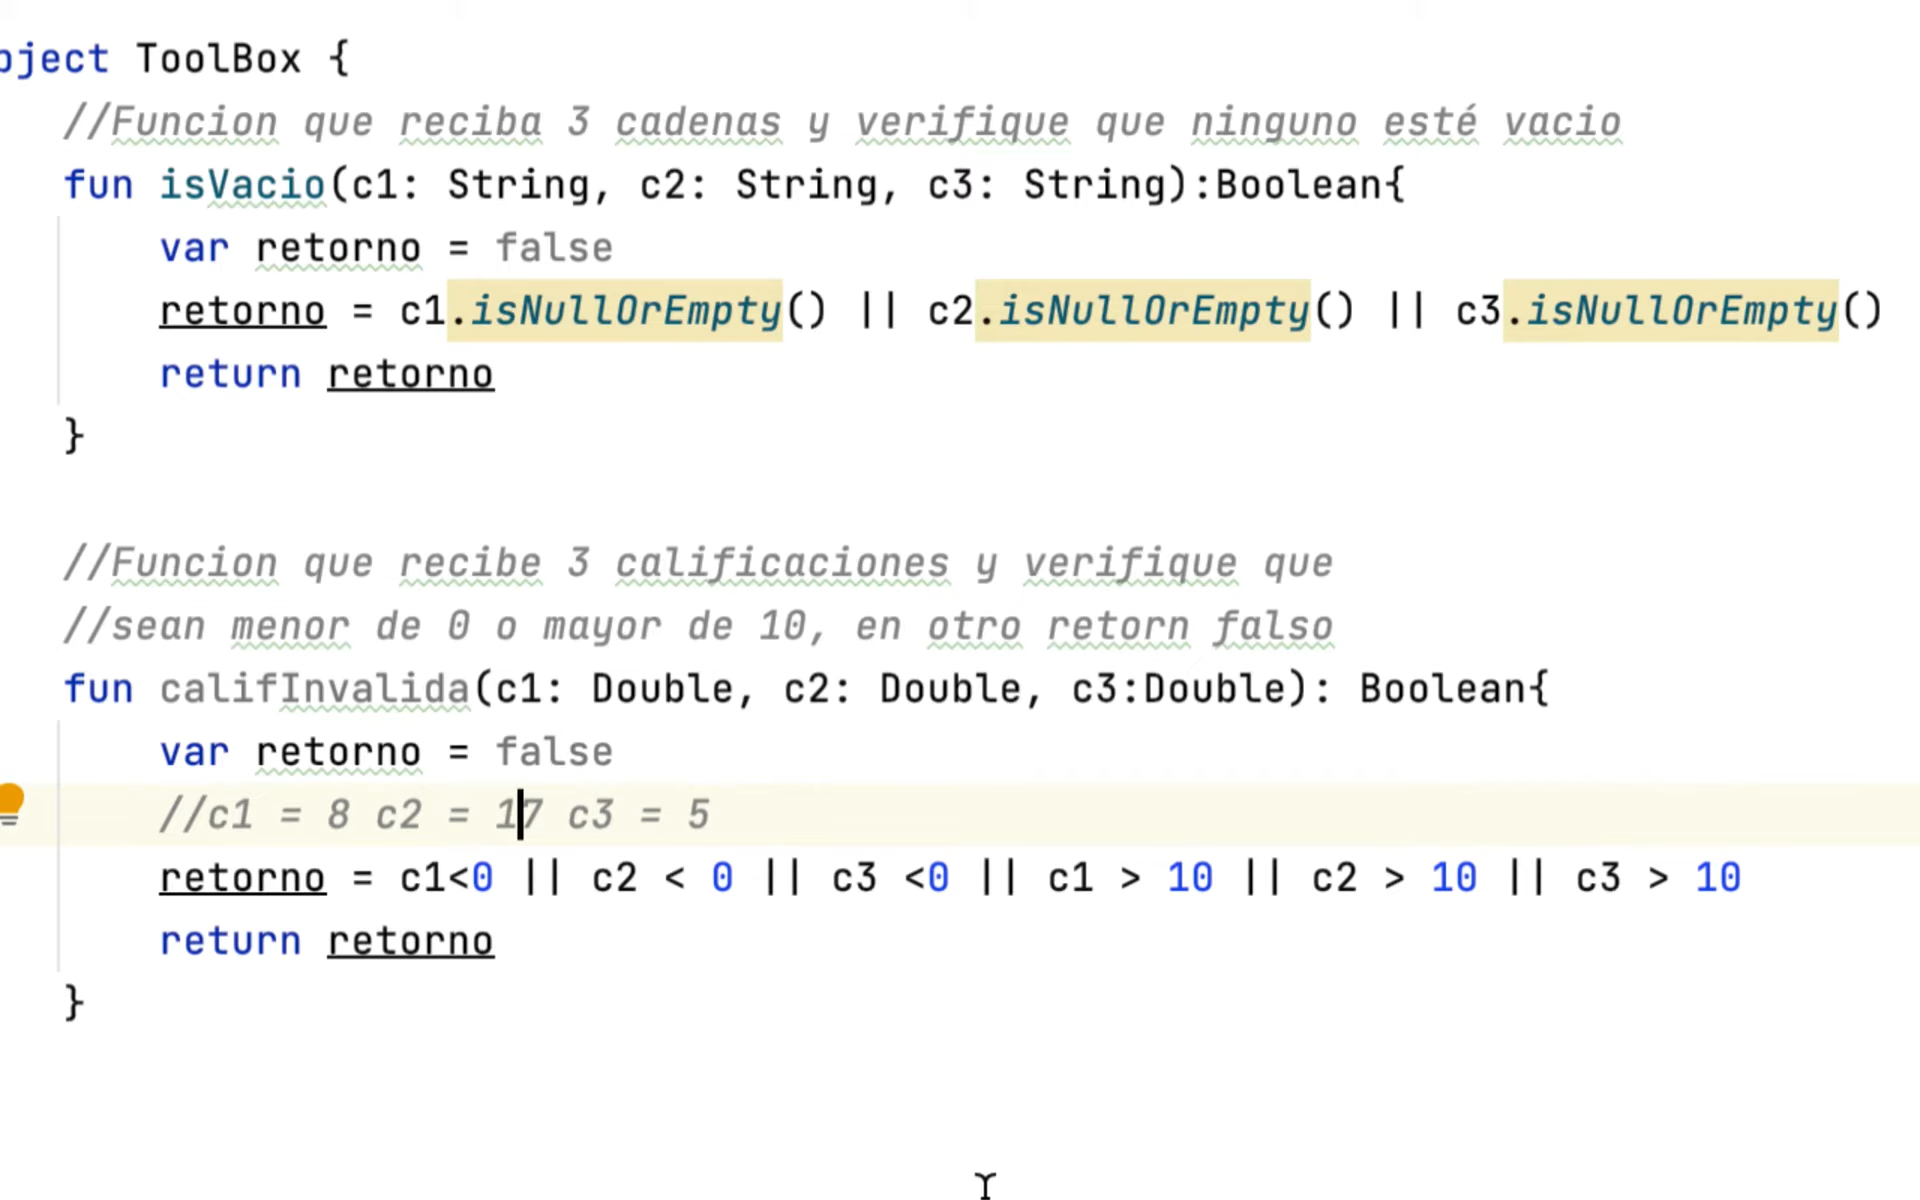 bject ToolBox {
//Funcion que reciba 3 cadenas y verifique que ninguno esté vacio
fun isVacio(c1: String, c2: String, c3: String):Boolean{
var retorno = false
retorno = c1.isNullOrEmpty() || c2.isNullOrEmpty() || c3.isNullOrEmpty()
return retorno
}
//Funcion que recibe 3 calificaciones y verifique que
//sean menor de 0 o mayor de 10, en otro retorn falso
fun califInvalida(c1: Double, c2: Double, c3:Double): Boolean{
var retorno = false
//c1 = 8 c2 = 17 c3 = 5
retorno = c1<0 || c2 < 0 || c3 <0 || c1 > 10 || c2 > 10 || c3 > 10
return retorno
}